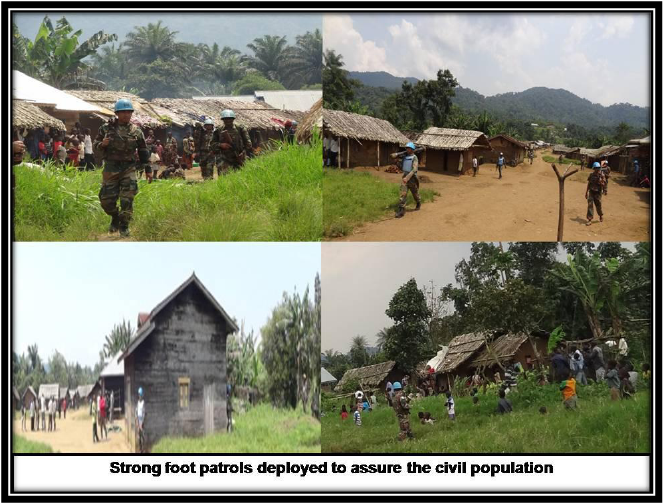 Strong foot patrols deployed to assure the civil population